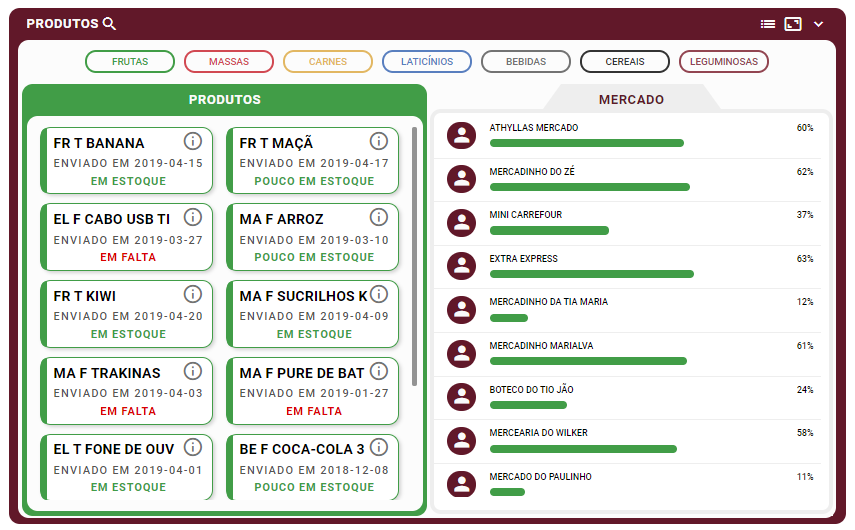 PRODUTOS
FRUTAS
MASSAS
CARNES
LATICÍNIOS
BEBIDAS
CEREAIS
LEGUMINOSAS
PRODUTOS
FR T BANANA
ENVIADO EM 2019-04-15
EM ESTOQUE
FR T MAÇÃ
ENVIADO EM 2019-04-17
POUCO EM ESTOQUE
EL F CABO USB TI
ENVIADO EM 2019-03-27
EM FALTA
MA F ARROZ
ENVIADO EM 2019-03-10
POUCO EM ESTOQUE
FR T KIWI
ENVIADO EM 2019-04-20
EM ESTOQUE
MA F SUCRILHOS K
ENVIADO EM 2019-04-09
EM ESTOQUE
MA F TRAKINAS
ENVIADO EM 2019-04-03
EM FALTA
MA F PURE DE BAT
ENVIADO EM 2019-01-27
EM FALTA
EL T FONE DE OUV
ENVIADO EM 2019-04-01
EM ESTOQUE
BE F COCA-COLA 3
ENVIADO EM 2018-12-08
POUCO EM ESTOQUE
MERCADO
ATHYLLAS MERCADO 60%
MERCADINHO DO ZÉ 62%
MINI CARREFOUR 37%
EXTRA EXPRESS 63%
MERCADINHO DA TIA MARIA 12%
MERCADINHO MARIALVA 61%
BOTECO DO TIO JÃO 24%
MERCEARIA DO WILKER 58%
MERCADO DO PAULINHO 11%